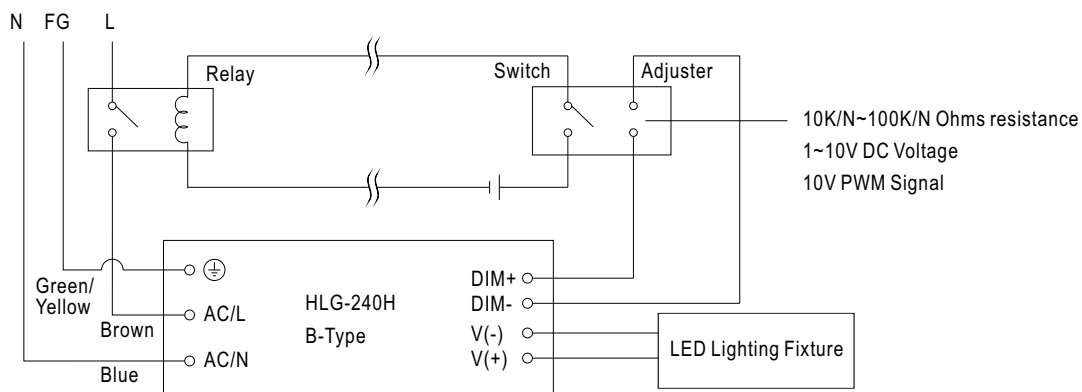 N FG L
Relay
Switch
Adjuster
10K/N~100K/N Ohms resistance
1~10V DC Voltage
10V PWM Signal
Green/
Yellow
Brown
Blue
AC/L
AC/N
HLG-240H
B-Type
DIM+
DIM-
V(-)
V(+)
LED Lighting Fixture